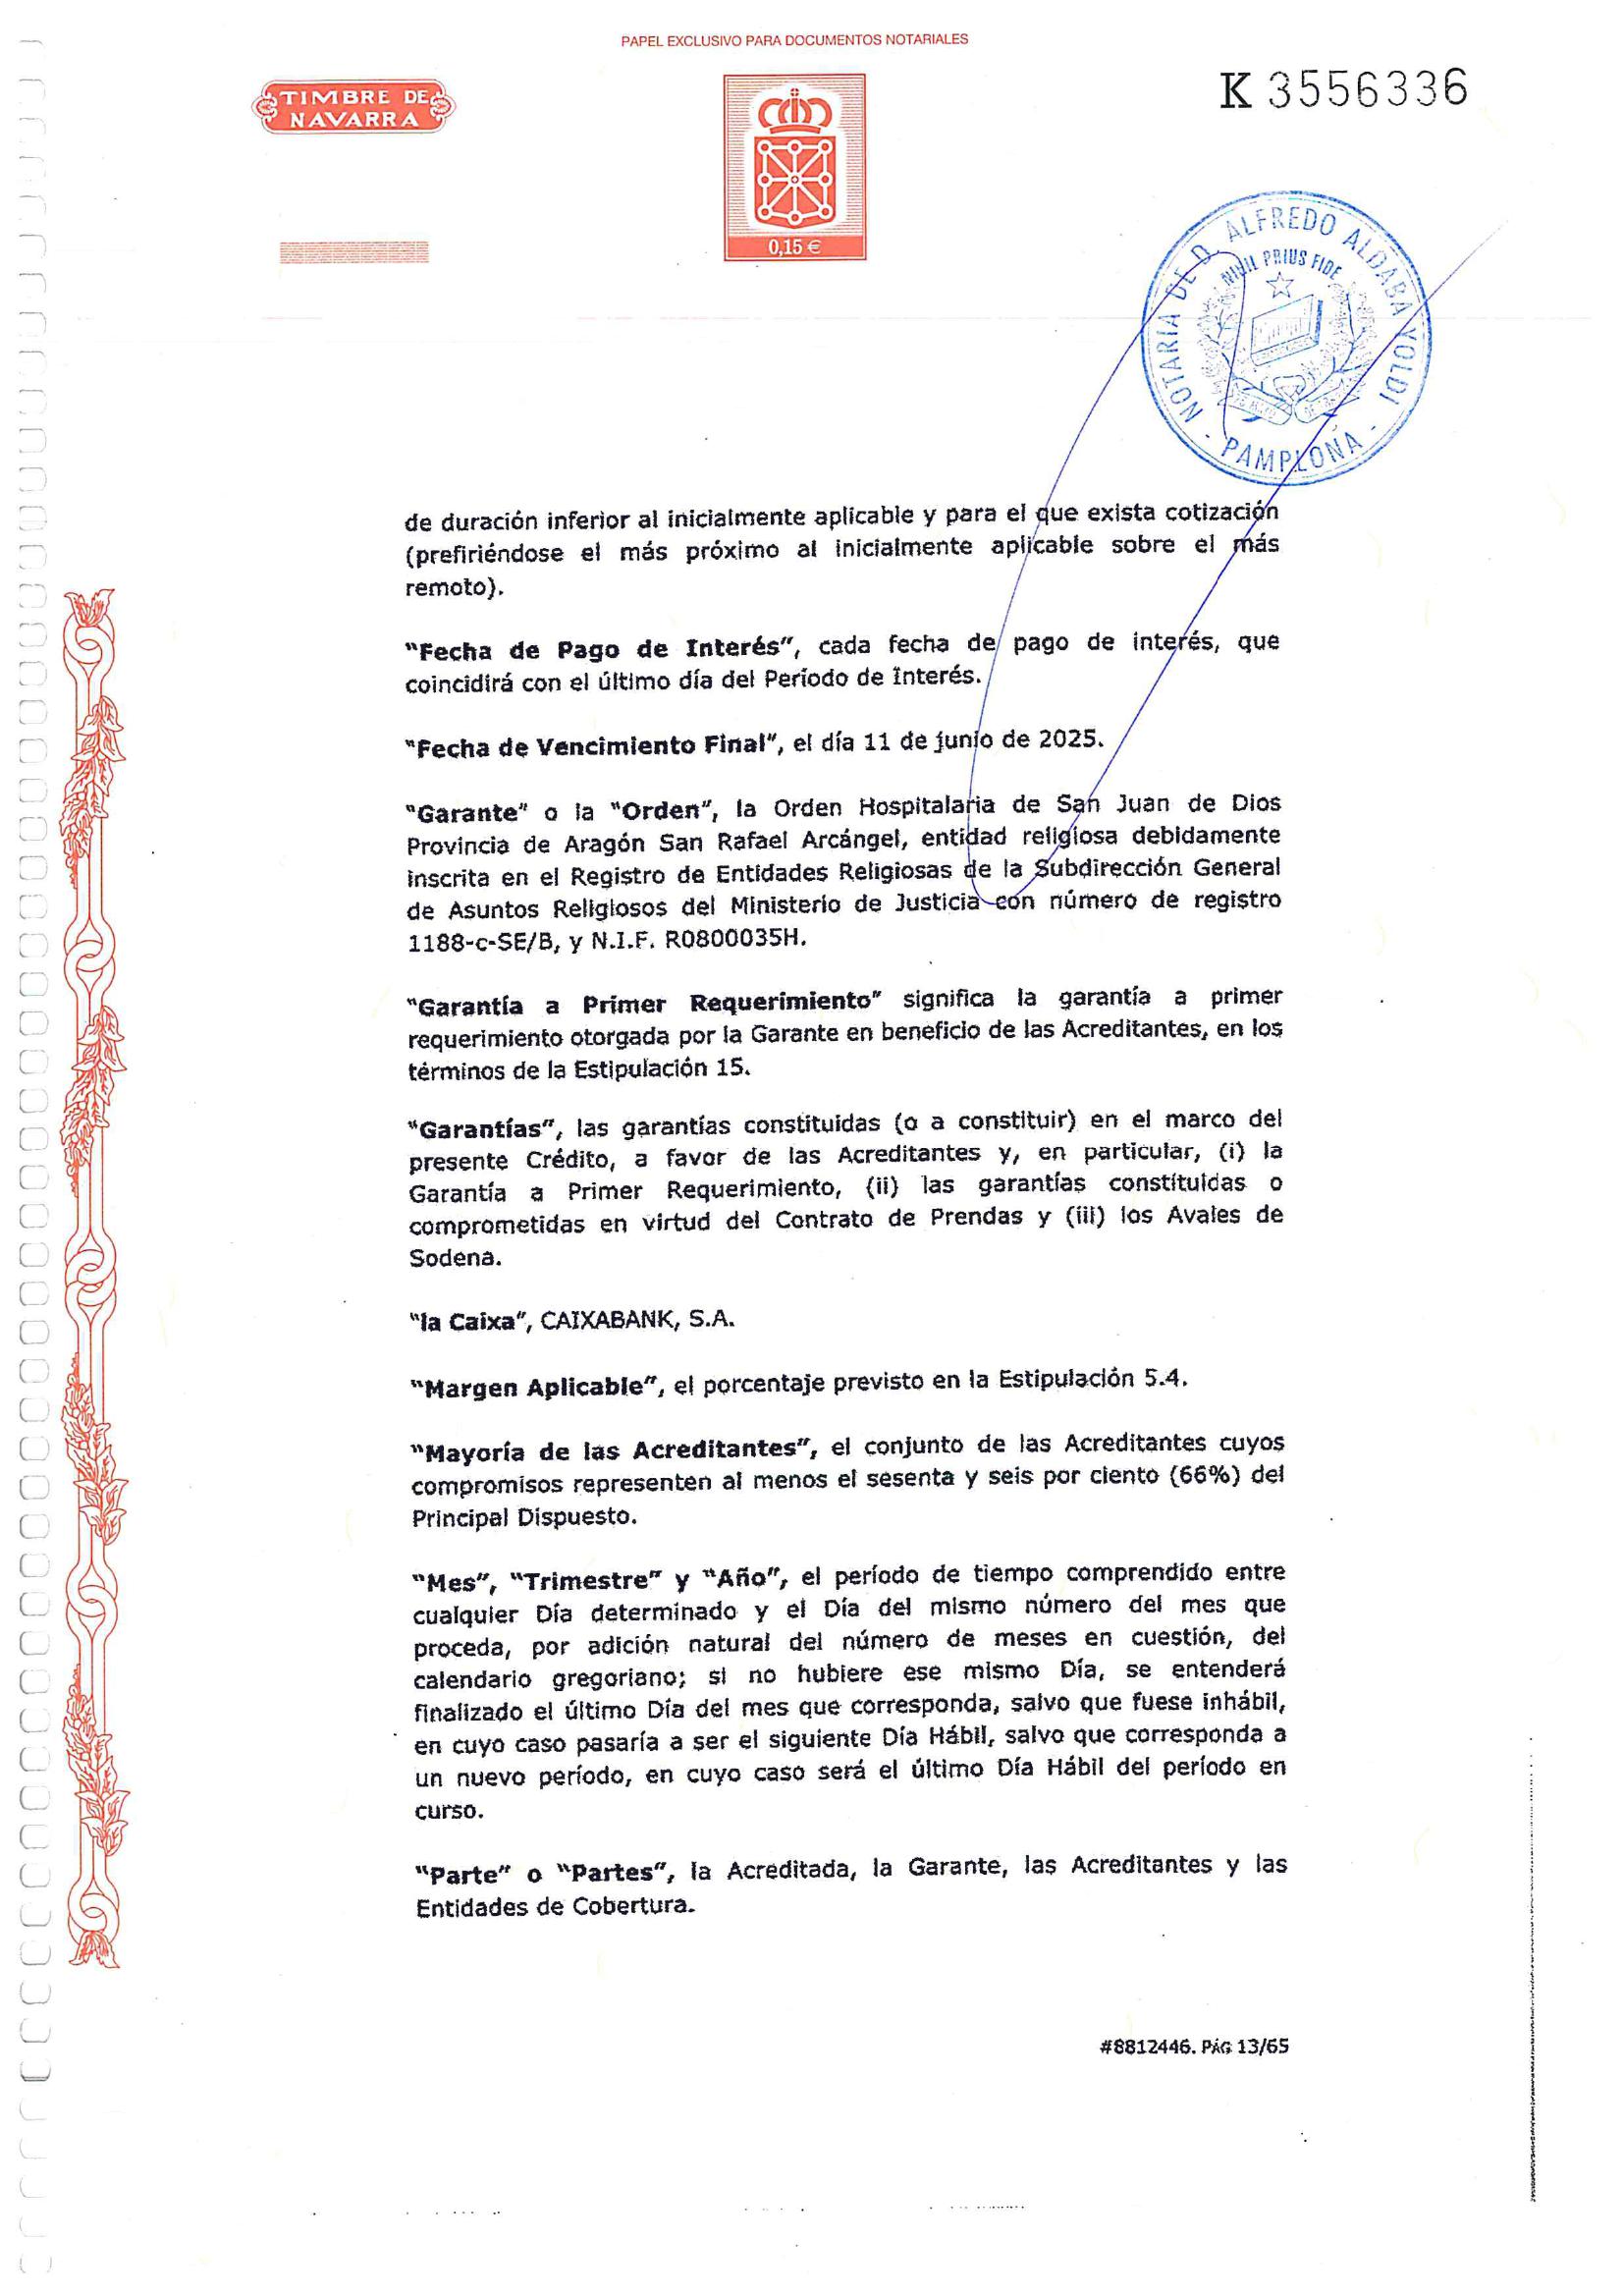 PAPEL EXCLUSIVO PARA DOCUMENTOS NOTARIALES
TIMBRE DE
NAVARRA
K 3556336
0,15 €
NOTARIA DE D. ALFREDO ALDABA YOLDI
NIHIL PRIUS FIDE
- PAMPLONA -
de duración inferior al inicialmente aplicable y para el que exista cotización
(prefiriéndose el más próximo al inicialmente aplicable sobre el más
remoto).
"Fecha de Pago de Interés", cada fecha de pago de interés, que
coincidirá con el último día del Período de Interés.
"Fecha de Vencimiento Final", el día 11 de junio de 2025.
"Garante" o la "Orden", la Orden Hospitalaria de San Juan de Dios
Provincia de Aragón San Rafael Arcángel, entidad religiosa debidamente
inscrita en el Registro de Entidades Religiosas de la Subdirección General
de Asuntos Religiosos del Ministerio de Justicia con número de registro
1188-c-SE/B, y N.I.F. R0800035H.
"Garantía a Primer Requerimiento" significa la garantía a primer
requerimiento otorgada por la Garante en beneficio de las Acreditantes, en los
términos de la Estipulación 15.
"Garantías", las garantías constituidas (o a constituir) en el marco del
presente Crédito, a favor de las Acreditantes y, en particular, (i) la
Garantía a Primer Requerimiento, (ii) las garantías constituidas o
comprometidas en virtud del Contrato de Prendas y (iii) los Avales de
Sodena.
"la Caixa", CAIXABANK, S.A.
"Margen Aplicable", el porcentaje previsto en la Estipulación 5.4.
"Mayoría de las Acreditantes", el conjunto de las Acreditantes cuyos
compromisos representen al menos el sesenta y seis por ciento (66%) del
Principal Dispuesto.
"Mes", "Trimestre" y "Año", el período de tiempo comprendido entre
cualquier Día determinado y el Día del mismo número del mes que
proceda, por adición natural del número de meses en cuestión, del
calendario gregoriano; si no hubiere ese mismo Día, se entenderá
finalizado el último Día del mes que corresponda, salvo que fuese inhábil,
en cuyo caso pasaría a ser el siguiente Día Hábil, salvo que corresponda a
un nuevo período, en cuyo caso será el último Día Hábil del período en
curso.
"Parte" o "Partes", la Acreditada, la Garante, las Acreditantes y las
Entidades de Cobertura.
#8812446. PÁG 13/65